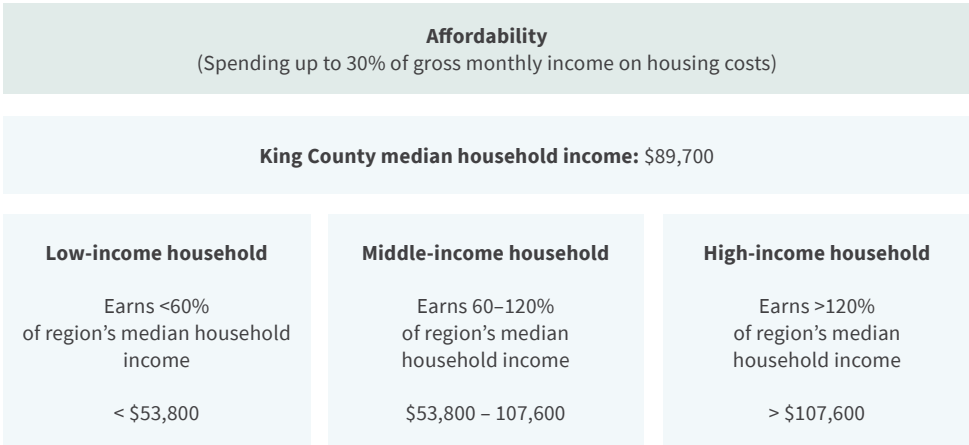 Affordability
(Spending up to 30% of gross monthly income on housing costs)
King County median household income: $89,700
Low-income household
Earns <60%
of region’s median household
income
< $53,800
Middle-income household
Earns 60–120%
of region’s median
household income
$53,800 – 107,600
High-income household
Earns >120%
of region’s median
household income
> $107,600